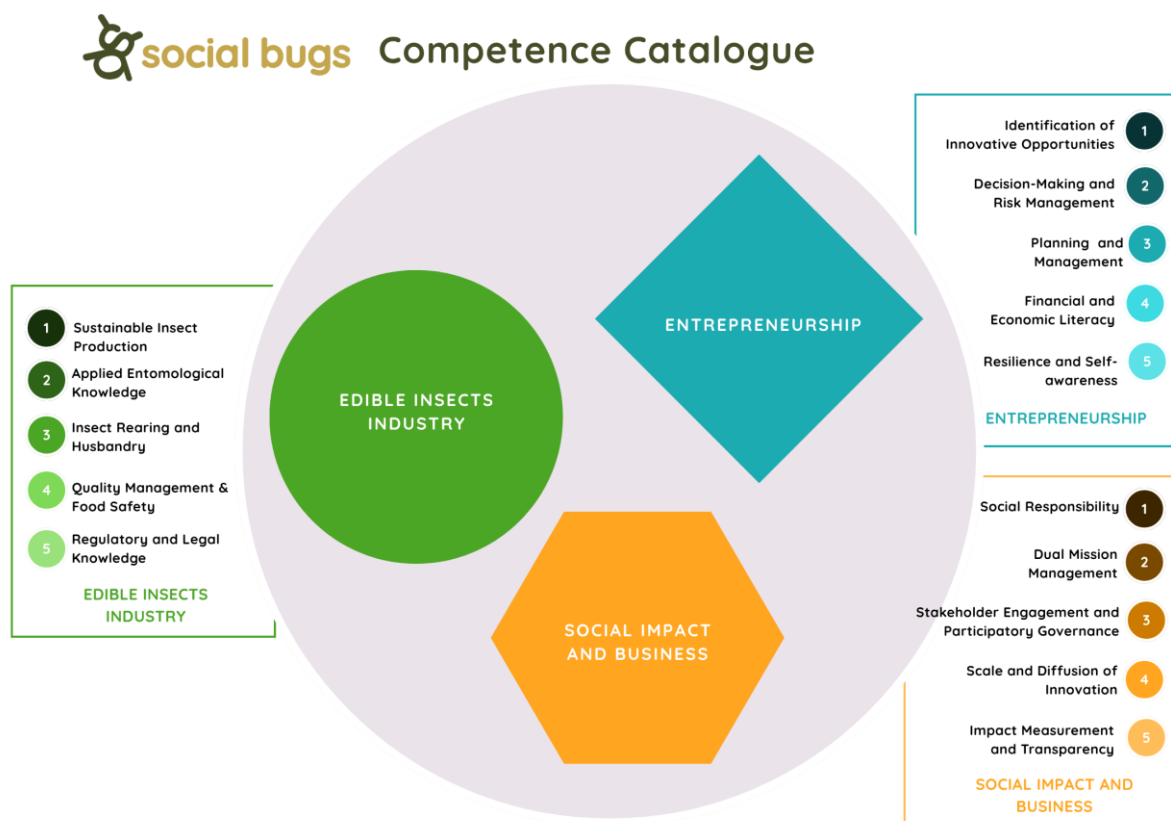 social bugs Competence Catalogue
EDIBLE INSECTS
INDUSTRY
ENTREPRENEURSHIP
SOCIAL IMPACT
AND BUSINESS
1 Sustainable Insect
Production
2 Applied Entomological
Knowledge
3 Insect Rearing and
Husbandry
4 Quality Management &
Food Safety
5 Regulatory and Legal
Knowledge
EDIBLE INSECTS
INDUSTRY
Identification of
Innovative Opportunities 1
Decision-Making and
Risk Management 2
Planning and
Management 3
Financial and
Economic Literacy 4
Resilience and Self-
awareness 5
ENTREPRENEURSHIP
Social Responsibility 1
Dual Mission
Management 2
Stakeholder Engagement and
Participatory Governance 3
Scale and Diffusion of
Innovation 4
Impact Measurement
and Transparency 5
SOCIAL IMPACT AND
BUSINESS